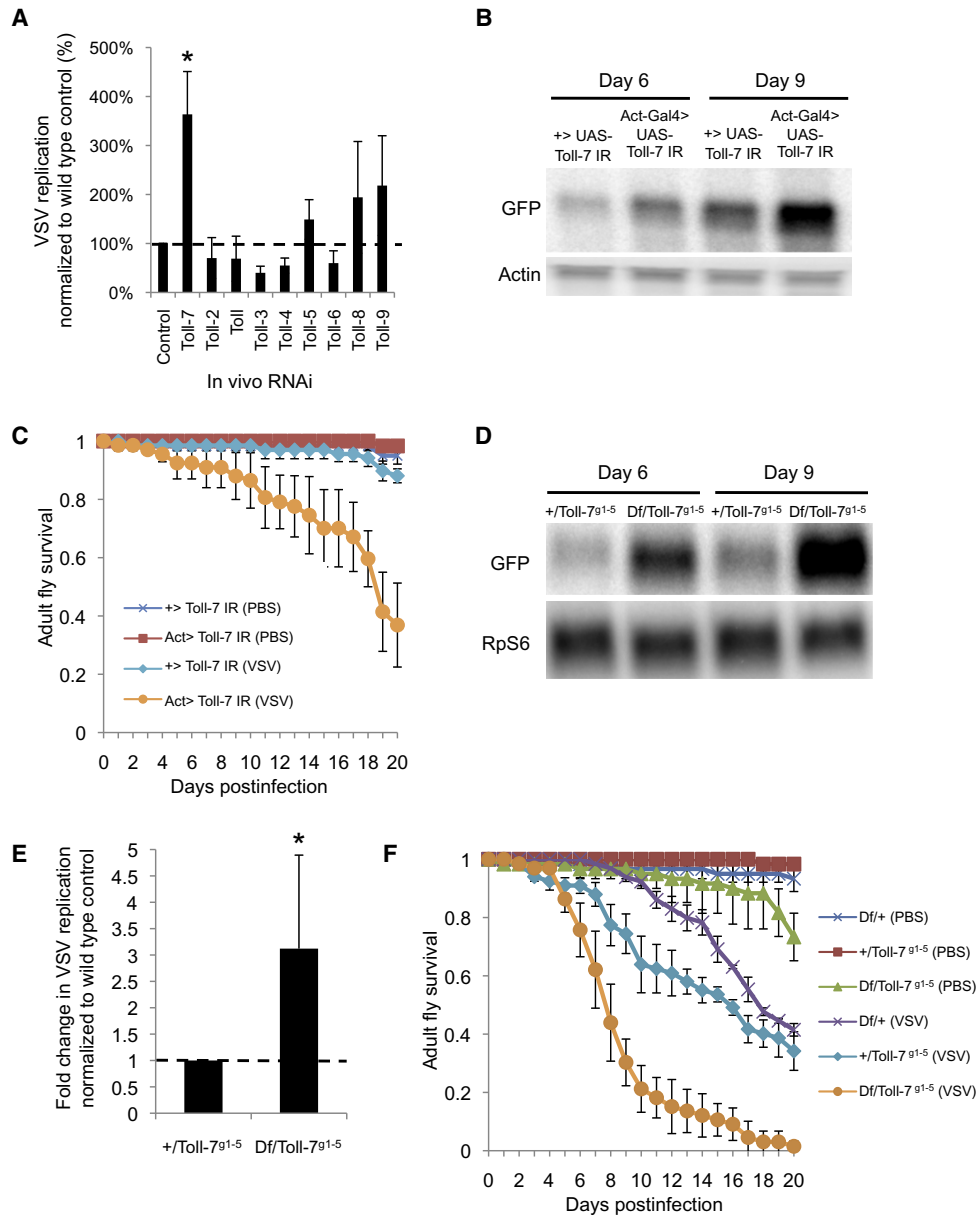 A
VSV replication
normalized to wild type control (%)
500%
400%
300%
200%
100%
0%
*
Control
Toll-7
Toll-2
Toll
Toll-3
Toll-4
Toll-5
Toll-6
Toll-8
Toll-9
In vivo RNAi
B
Day 6
Day 9
+> UAS-
Toll-7 IR
Act-Gal4>
UAS-
Toll-7 IR
+> UAS-
Toll-7 IR
Act-Gal4>
UAS-
Toll-7 IR
GFP
Actin
C
Adult fly survival
1
0.8
0.6
0.4
0.2
0
+> Toll-7 IR (PBS)
Act> Toll-7 IR (PBS)
+> Toll-7 IR (VSV)
Act> Toll-7 IR (VSV)
0 2 4 6 8 10 12 14 16 18 20
Days postinfection
D
Day 6
Day 9
+/Toll-7g1-5 Df/Toll-7g1-5 +/Toll-7g1-5 Df/Toll-7g1-5
GFP
RpS6
E
Fold change in VSV replication
normalized to wild type control
5
4.5
4
3.5
3
2.5
2
1.5
1
0.5
0
*
+/Toll-7g1-5 Df/Toll-7g1-5
F
Adult fly survival
1
0.8
0.6
0.4
0.2
0
0 2 4 6 8 10 12 14 16 18 20
Days postinfection
Df/+ (PBS)
+/Toll-7 g1-5 (PBS)
Df/Toll-7 g1-5 (PBS)
Df/+ (VSV)
+/Toll-7 g1-5 (VSV)
Df/Toll-7 g1-5 (VSV)